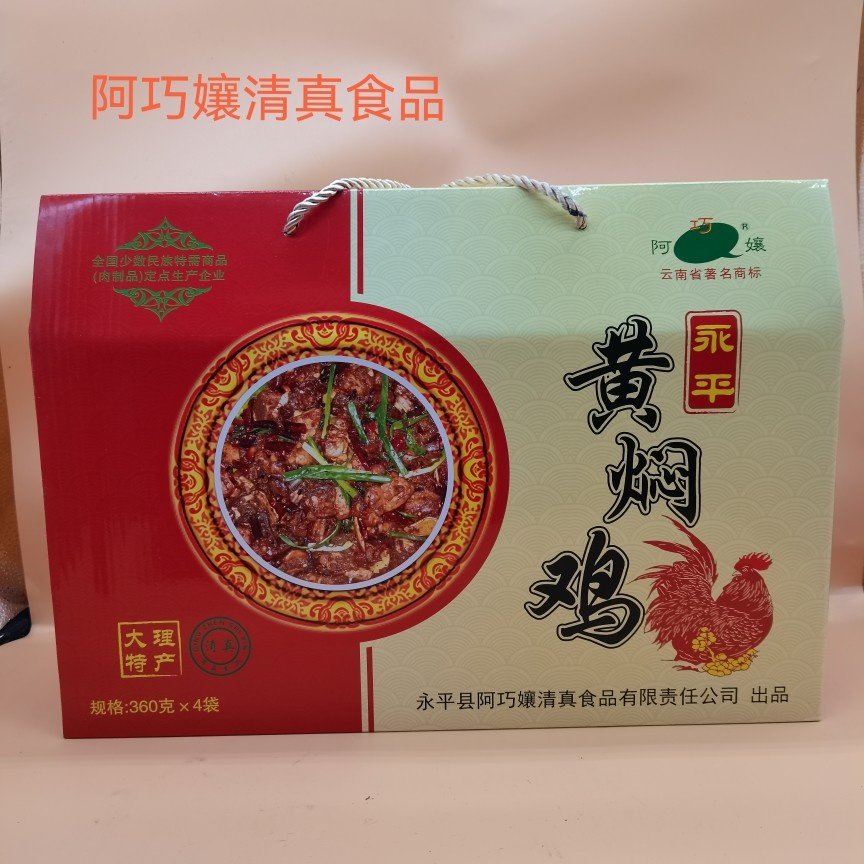 阿巧孃清真食品
全国少数民族特需商品
(肉制品)定点生产企业
阿巧孃®
云南省著名商标
永平
黄焖鸡
大理
特产
清真
规格:360克×4袋
永平县阿巧孃清真食品有限责任公司 出品